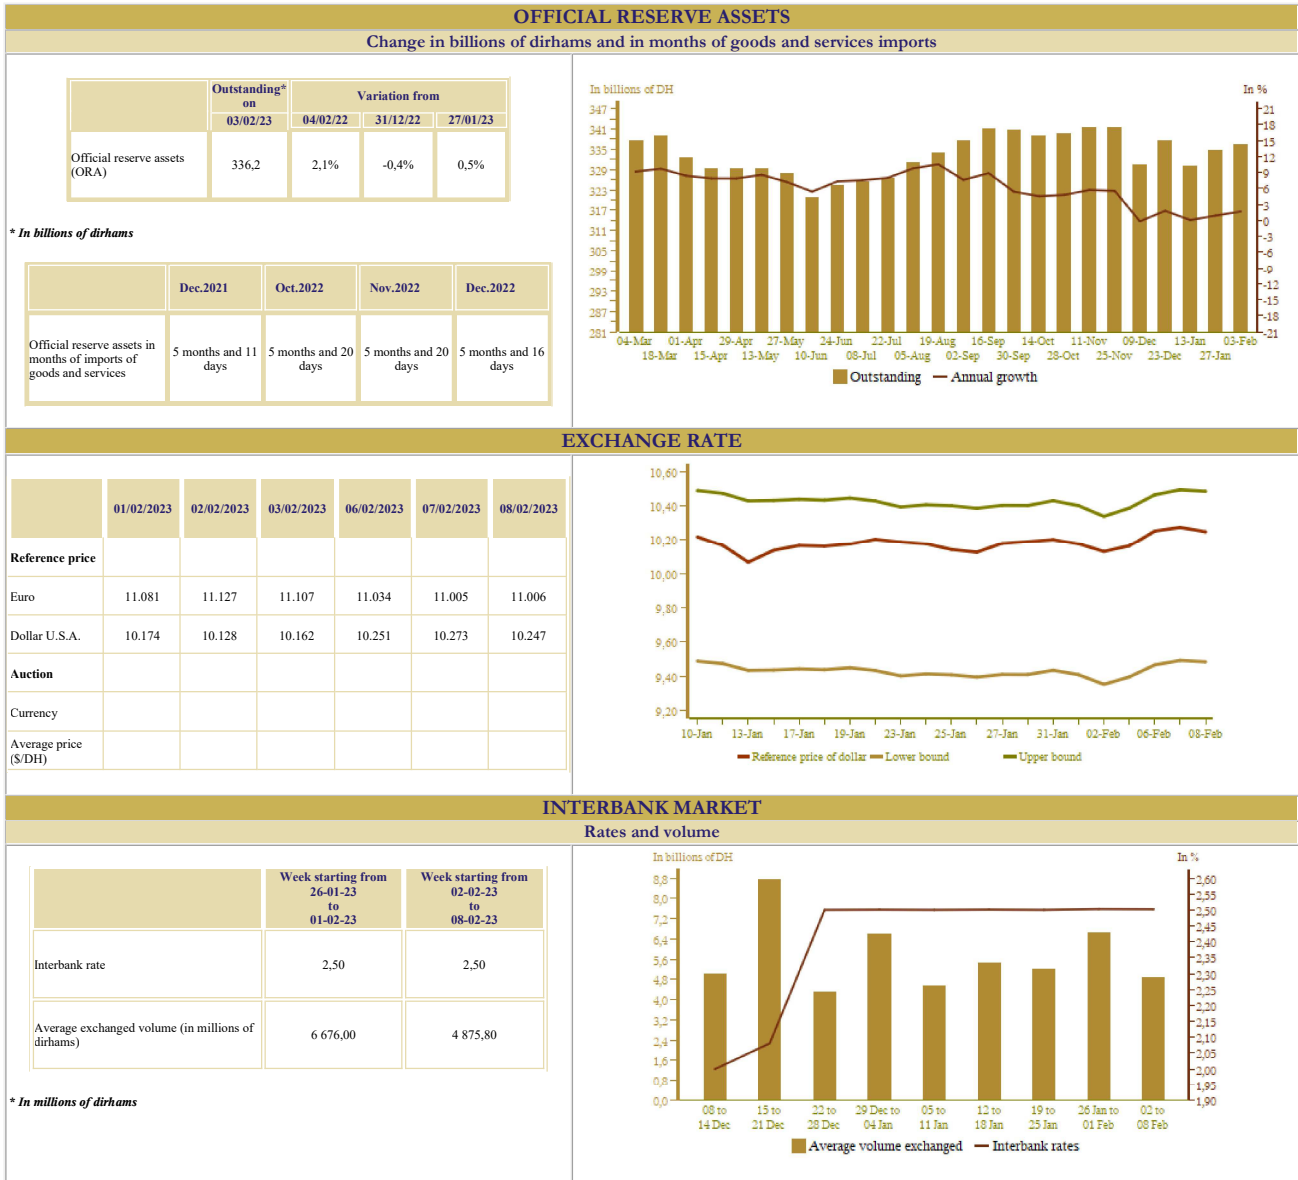 OFFICIAL RESERVE ASSETS
Change in billions of dirhams and in months of goods and services imports
Outstanding*
on
Variation from
03/02/23 04/02/22 31/12/22 27/01/23
Official reserve assets
(ORA)
336,2 2,1% -0,4% 0,5%
* In billions of dirhams
Dec.2021 Oct.2022 Nov.2022 Dec.2022
Official reserve assets in
months of imports of
goods and services
5 months and 11
days
5 months and 20
days
5 months and 20
days
5 months and 16
days
In billions of DH
In %
347
341
335
329
323
317
311
305
299
293
287
281
21
18
15
12
9
6
3
0
-3
-6
-9
-12
-15
-18
-21
04-Mar 01-Apr 29-Apr 27-May 24-Jun 22-Jul 19-Aug 16-Sep 14-Oct 11-Nov 09-Dec 13-Jan 03-Feb
18-Mar 15-Apr 13-May 10-Jun 08-Jul 05-Aug 02-Sep 30-Sep 28-Oct 25-Nov 23-Dec 27-Jan
Outstanding Annual growth
EXCHANGE RATE
01/02/2023 02/02/2023 03/02/2023 06/02/2023 07/02/2023 08/02/2023
Reference price
Euro 11.081 11.127 11.107 11.034 11.005 11.006
Dollar U.S.A. 10.174 10.128 10.162 10.251 10.273 10.247
Auction
Currency
Average price
($/DH)
10,60
10,40
10,20
10,00
9,80
9,60
9,40
9,20
10-Jan 13-Jan 17-Jan 19-Jan 23-Jan 25-Jan 27-Jan 31-Jan 02-Feb 06-Feb 08-Feb
Reference price of dollar Lower bound Upper bound
INTERBANK MARKET
Rates and volume
Week starting from
26-01-23
to
01-02-23
Week starting from
02-02-23
to
08-02-23
Interbank rate 2,50 2,50
Average exchanged volume (in millions of
dirhams)
6 676,00 4 875,80
* In millions of dirhams
In billions of DH
In %
8,8
8,0
7,2
6,4
5,6
4,8
4,0
3,2
2,4
1,6
0,8
0,0
2,60
2,55
2,50
2,45
2,40
2,35
2,30
2,25
2,20
2,15
2,10
2,05
2,00
1,95
1,90
08 to 15 to 22 to 29 Dec to 05 to 12 to 19 to 26 Jan to 02 to
14 Dec 21 Dec 28 Dec 04 Jan 11 Jan 18 Jan 25 Jan 01 Feb 08 Feb
Average volume exchanged Interbank rates